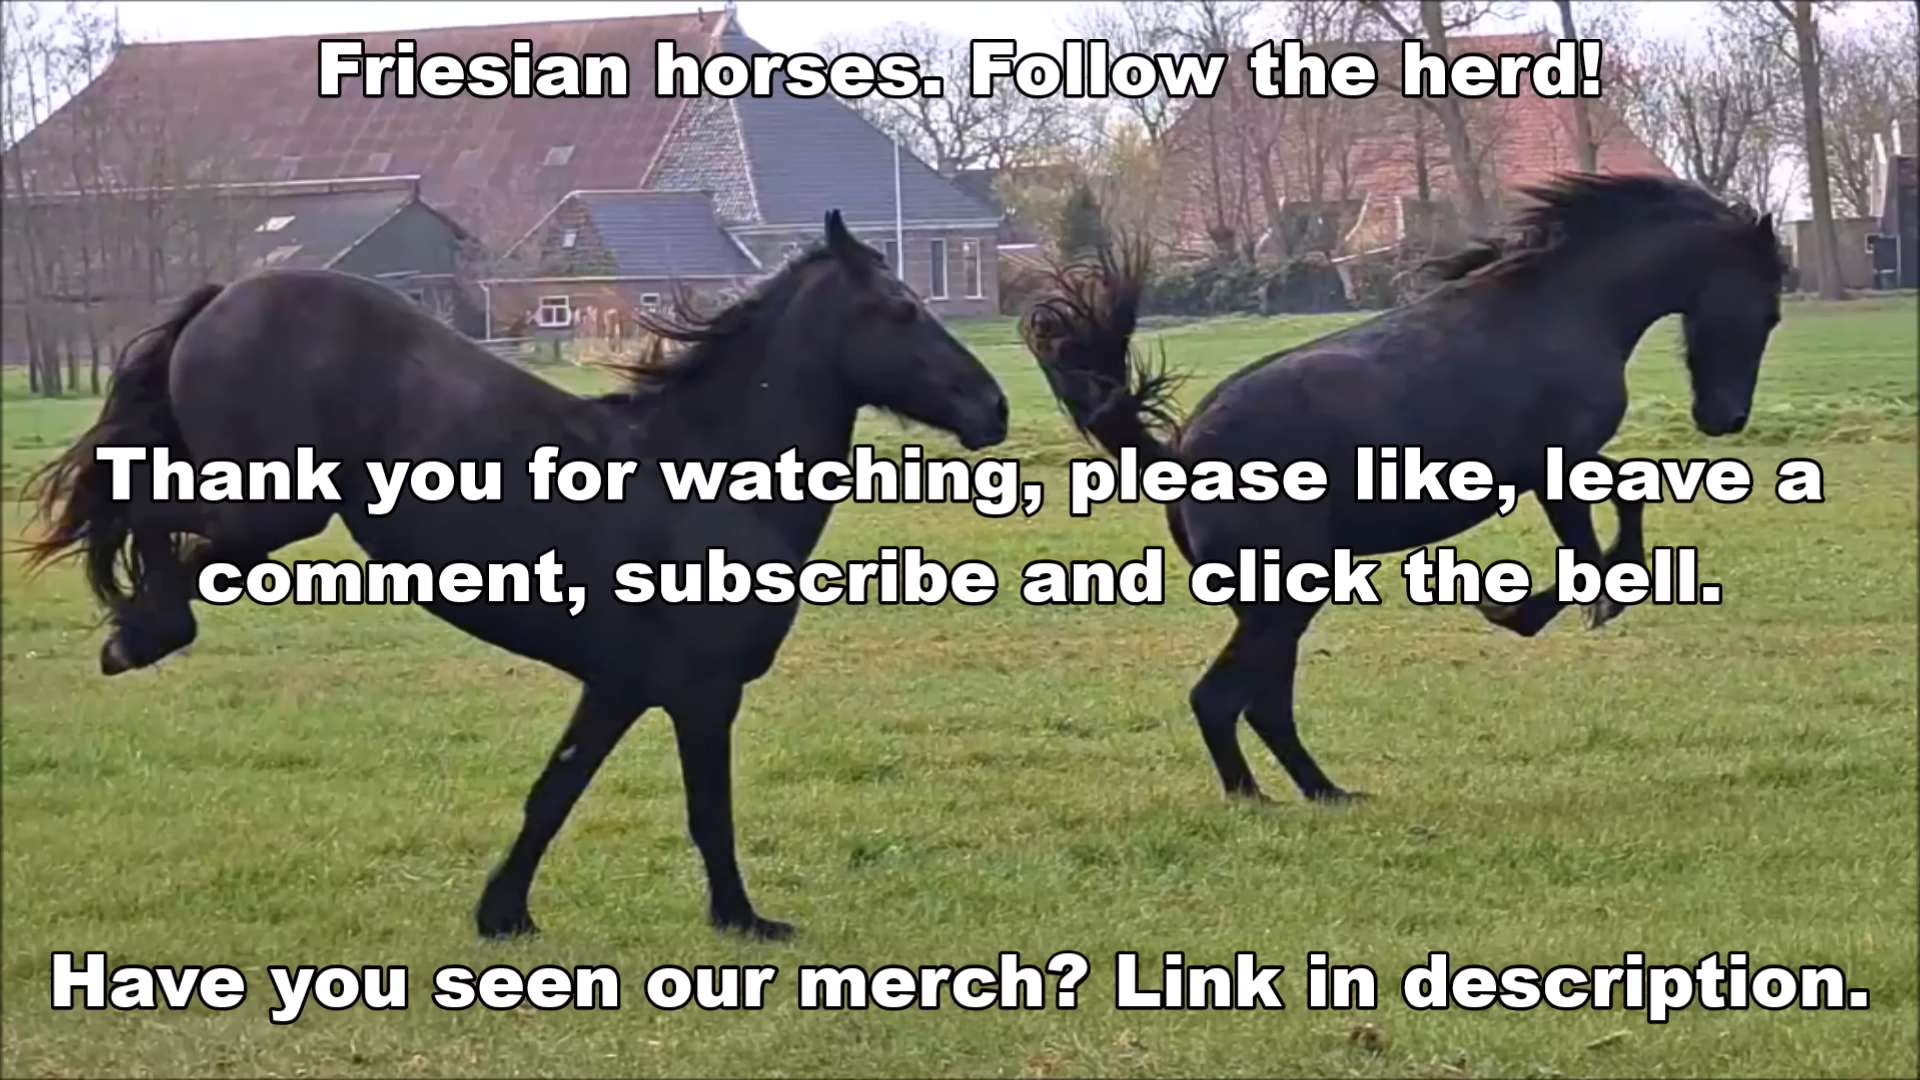 Friesian horses. Follow the herd!
Thank you for watching, please like, leave a
comment, subscribe and click the bell.
Have you seen our merch? Link in description.